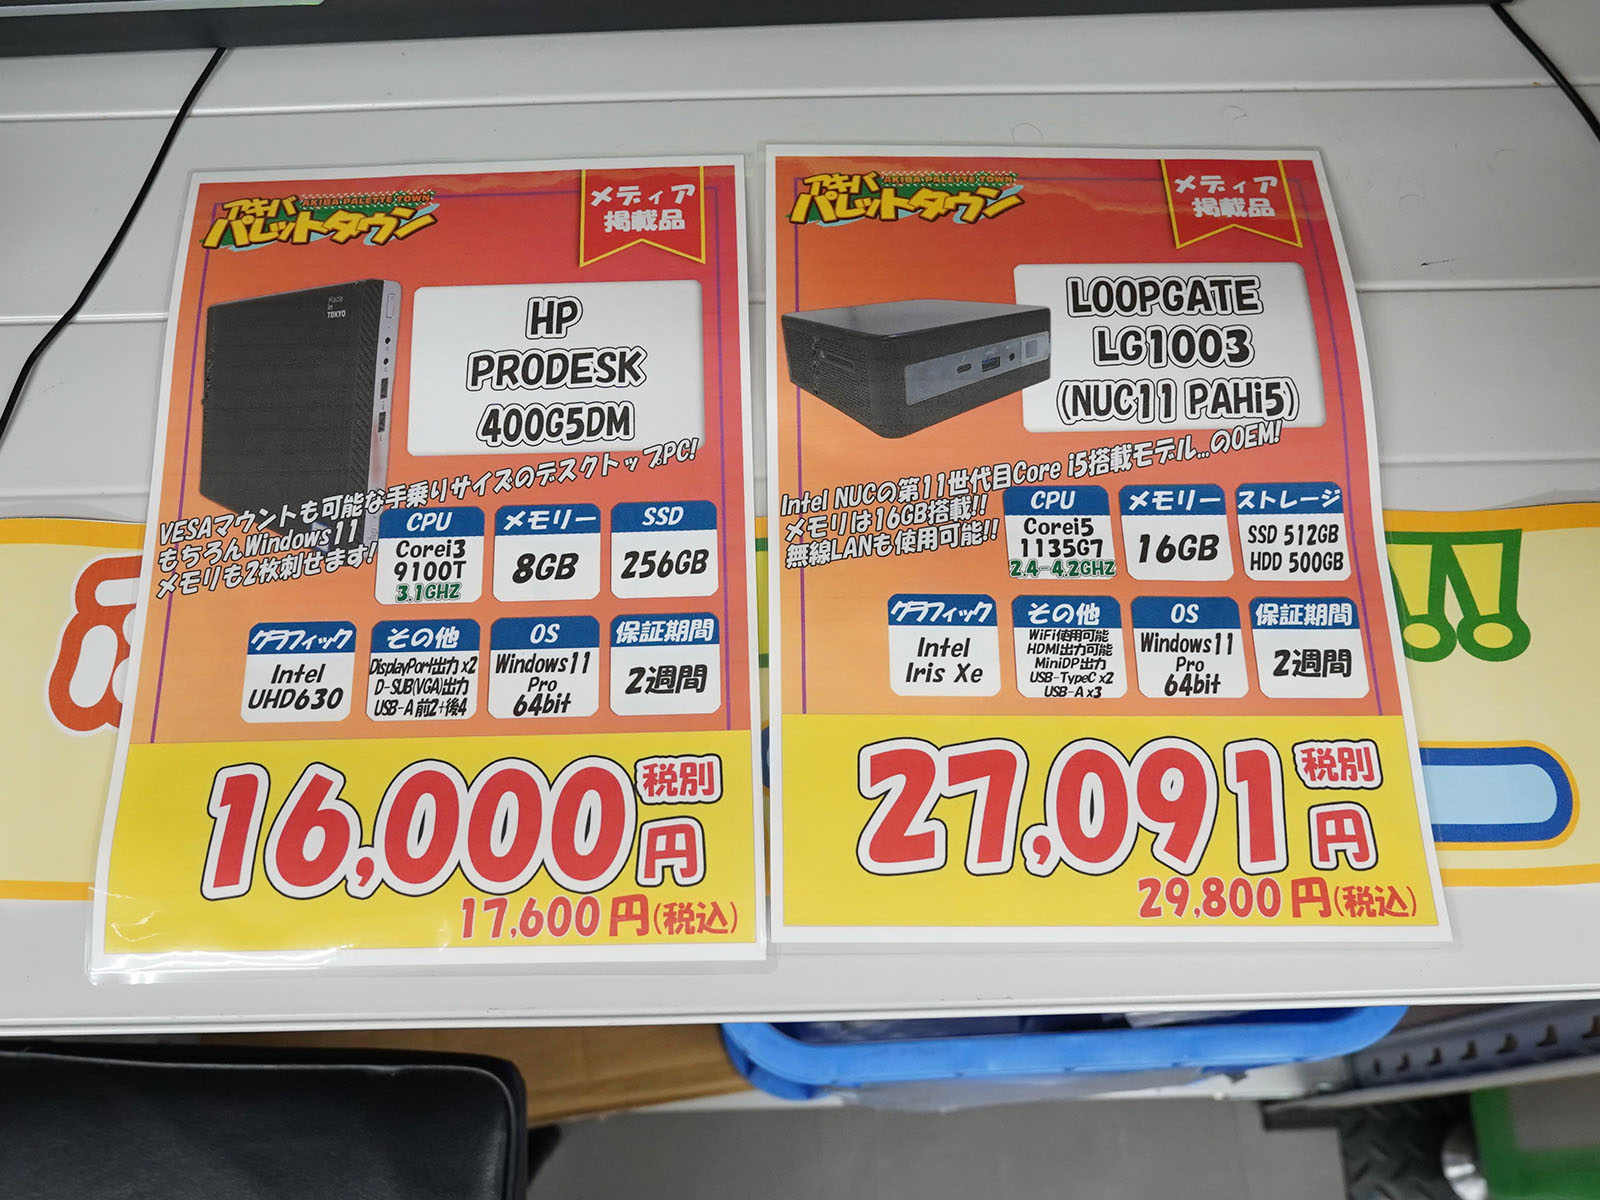 アキバ
AKIBA PALETTE TOWN
パレットタウン
メディア
掲載品
Made
in
TOKYO
HP
PRODESK
400G5DM
VESAマウントも可能な手乗りサイズのデスクトップPC!
もちろんWindows11
メモリも2枚刺せます!
CPU
Corei3
9100T
3.1GHZ
メモリー
8GB
SSD
256GB
グラフィック
Intel
UHD630
その他
DisplayPort出力 x2
D-SUB(VGA)出力
USB-A 前2+後4
OS
Windows11
Pro
64bit
保証期間
2週間
16,000円
税別
17,600円(税込)
アキバ
AKIBA PALETTE TOWN
パレットタウン
メディア
掲載品
LOOPGATE
LG1003
(NUC11 PAHi5)
Intel NUCの第11世代目Core i5搭載モデル...のOEM!
メモリは16GB搭載!!
無線LANも使用可能!!
CPU
Corei5
1135G7
2.4-4.2GHZ
メモリー
16GB
ストレージ
SSD 512GB
HDD 500GB
グラフィック
Intel
Iris Xe
その他
WiFi使用可能
HDMI出力可能
MiniDP出力
USB-TypeC x2
USB-A x3
OS
Windows11
Pro
64bit
保証期間
2週間
27,091円
税別
29,800円(税込)
!!